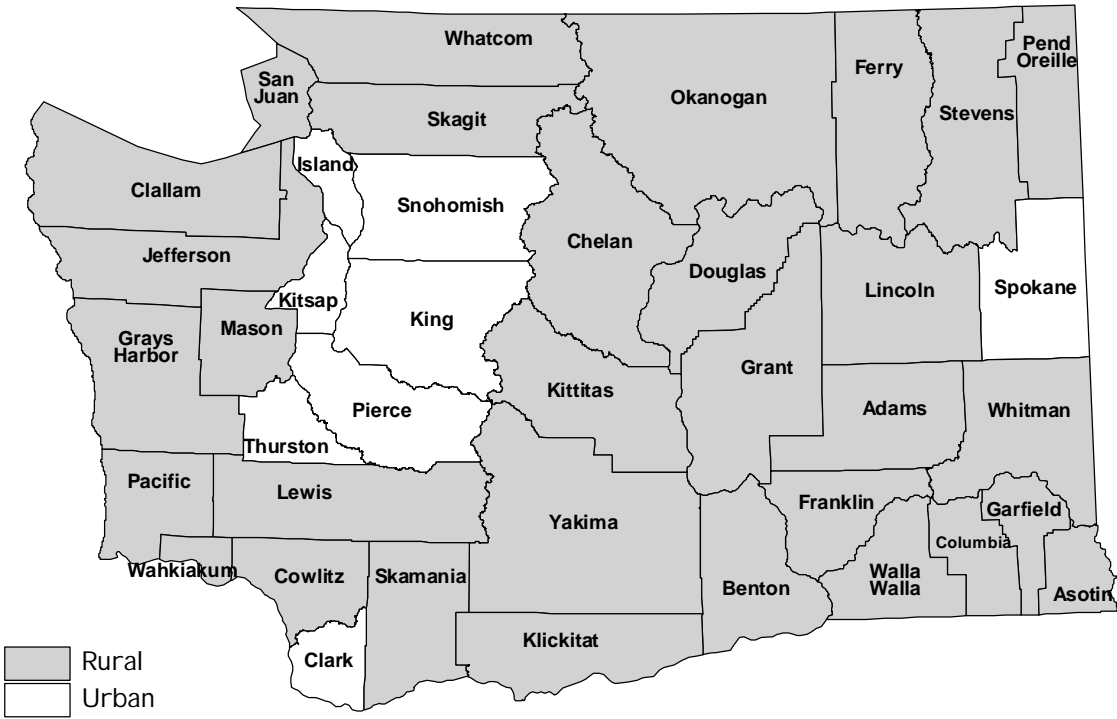 Whatcom
Pend
Oreille
San
Juan
Ferry
Okanogan
Skagit
Stevens
Island
Clallam
Snohomish
Chelan
Jefferson
Douglas
Kitsap
Lincoln
Spokane
King
Mason
Grays
Harbor
Grant
Kittitas
Pierce
Adams
Whitman
Thurston
Pacific
Lewis
Franklin
Garfield
Yakima
Columbia
Wahkiakum
Cowlitz
Skamania
Walla
Walla
Benton
Asotin
Klickitat
Clark
Rural
Urban